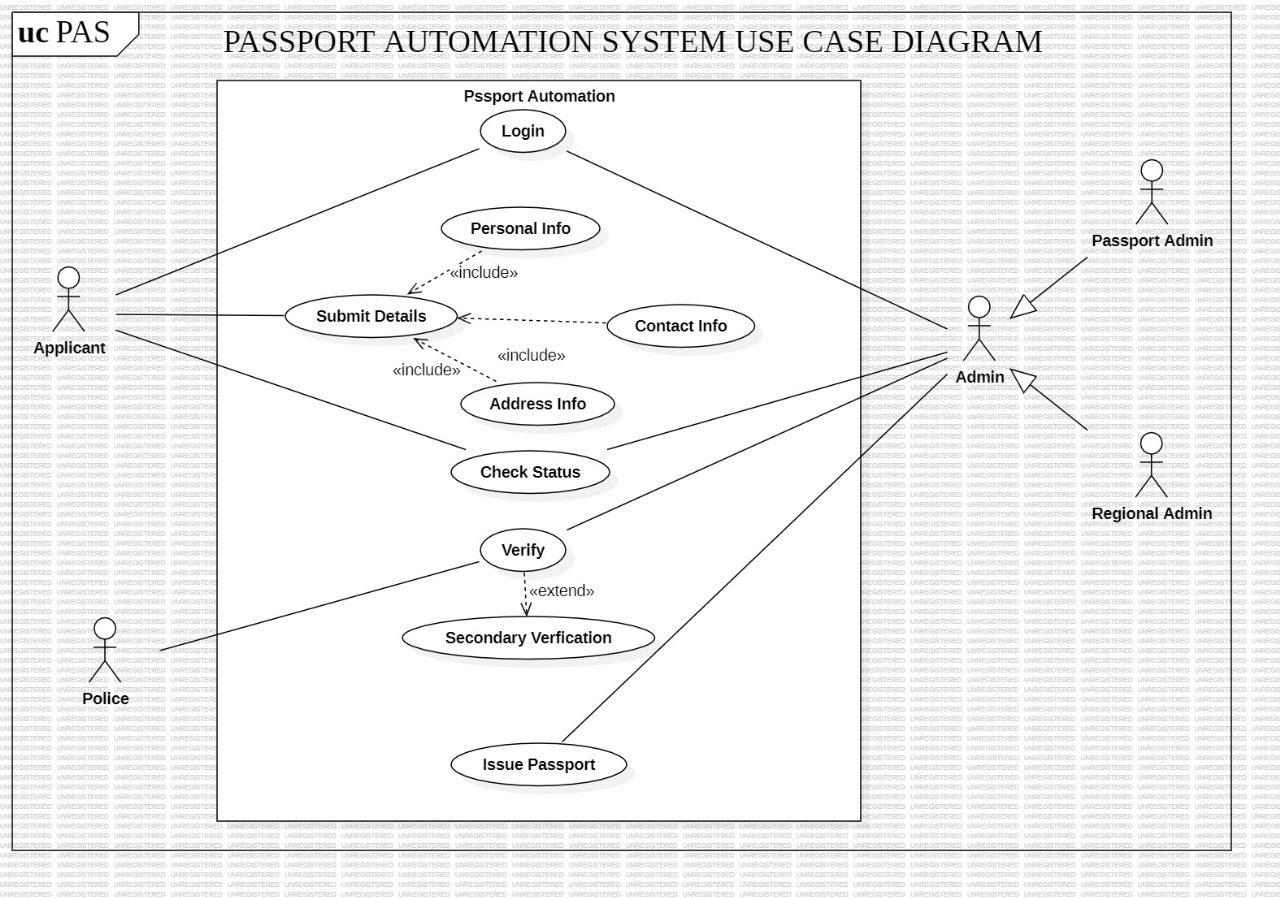 uc PAS
PASSPORT AUTOMATION SYSTEM USE CASE DIAGRAM
Pssport Automation
Login
Personal Info
«include»
Submit Details
Contact Info
«include»
«include»
Address Info
Check Status
Verify
«extend»
Secondary Verfication
Issue Passport
Applicant
Police
Passport Admin
Admin
Regional Admin
UNREGISTERED